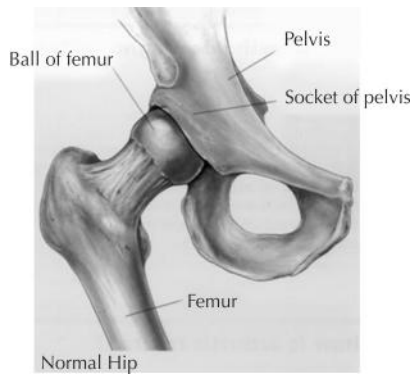 Pelvis
Ball of femur
Socket of pelvis
Femur
Normal Hip